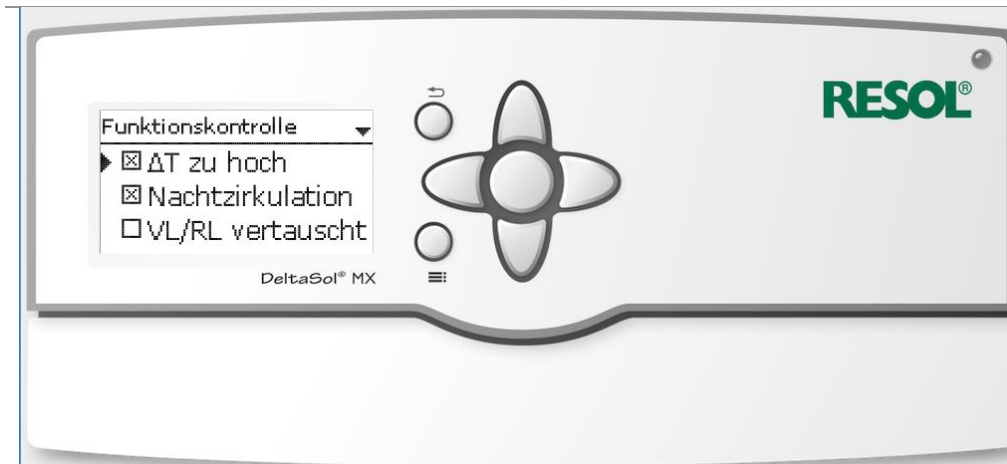 Funktionskontrolle
ΔT zu hoch
Nachtzirkulation
VL/RL vertauscht
DeltaSol® MX
RESOL®